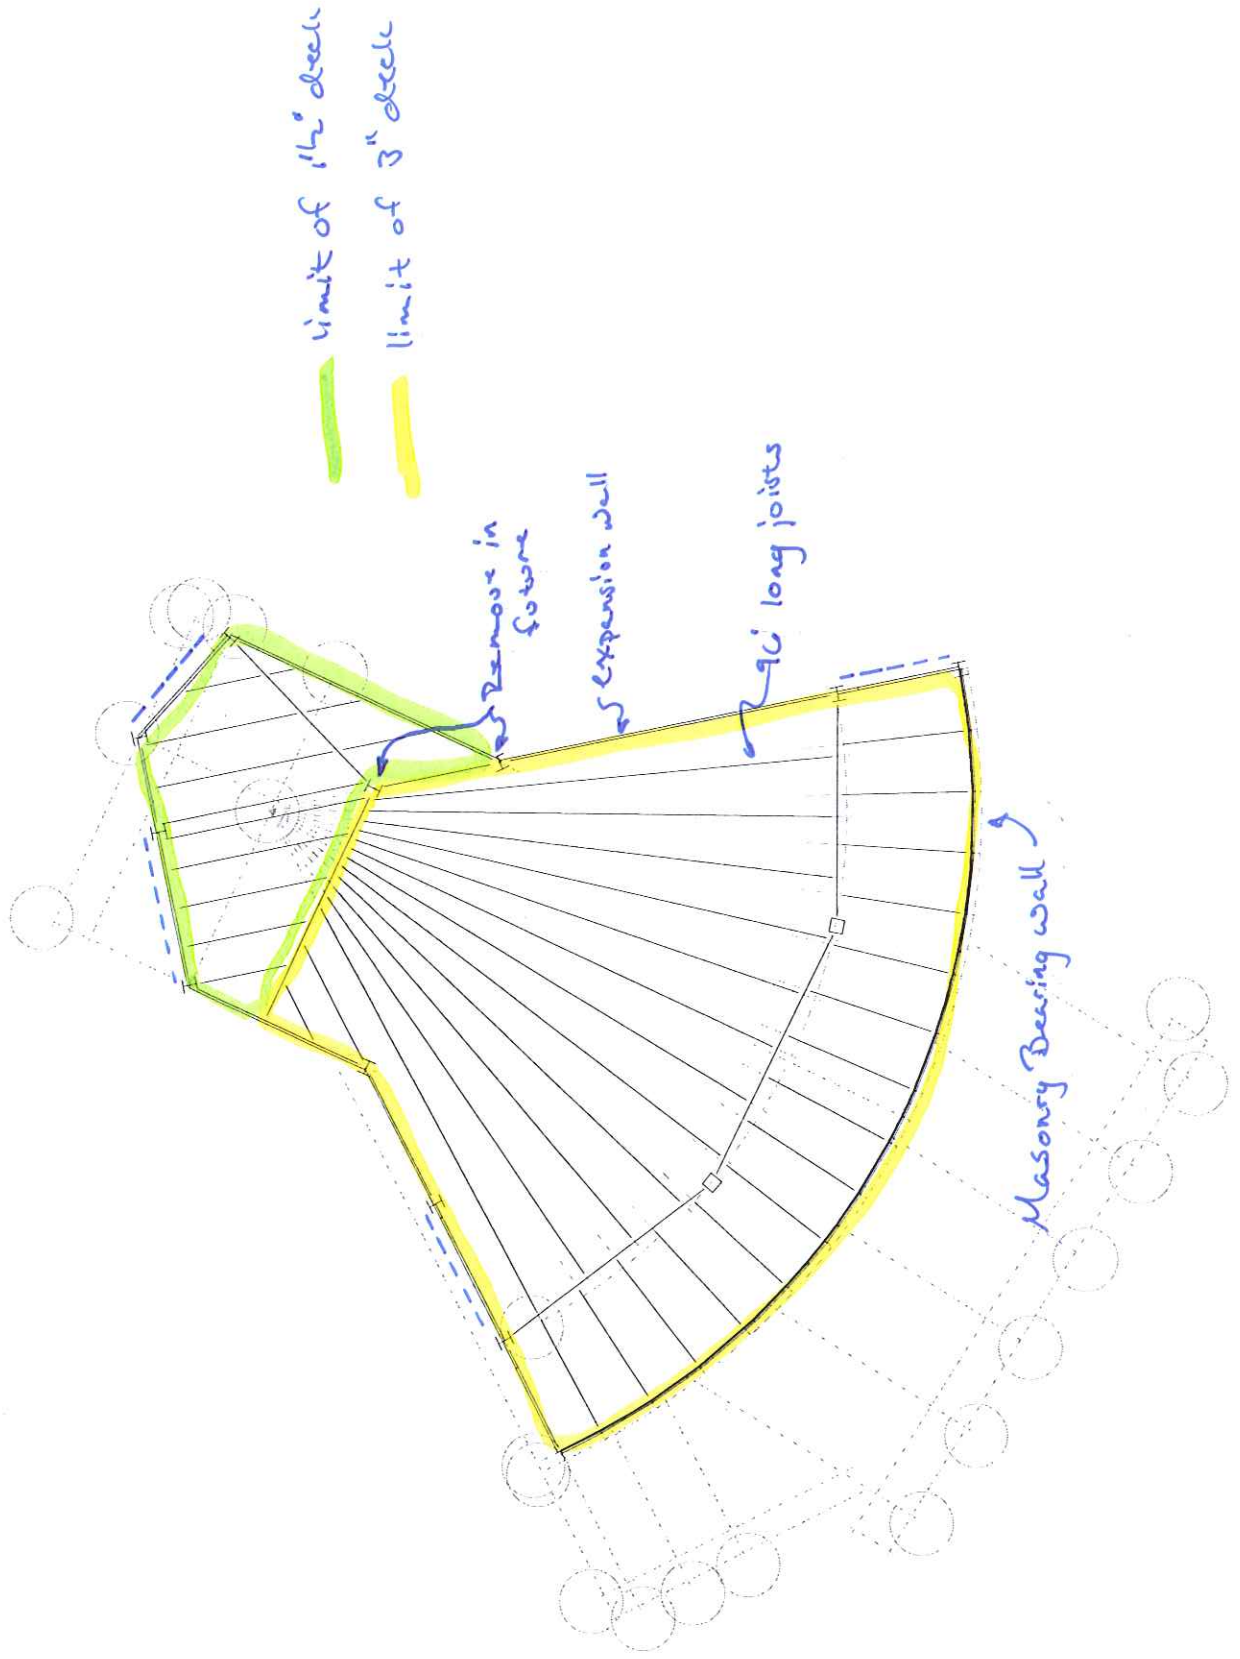 limit of 1½" deck
limit of 3" deck
Remove in
future
expansion wall
long joists
Masonry Bearing wall